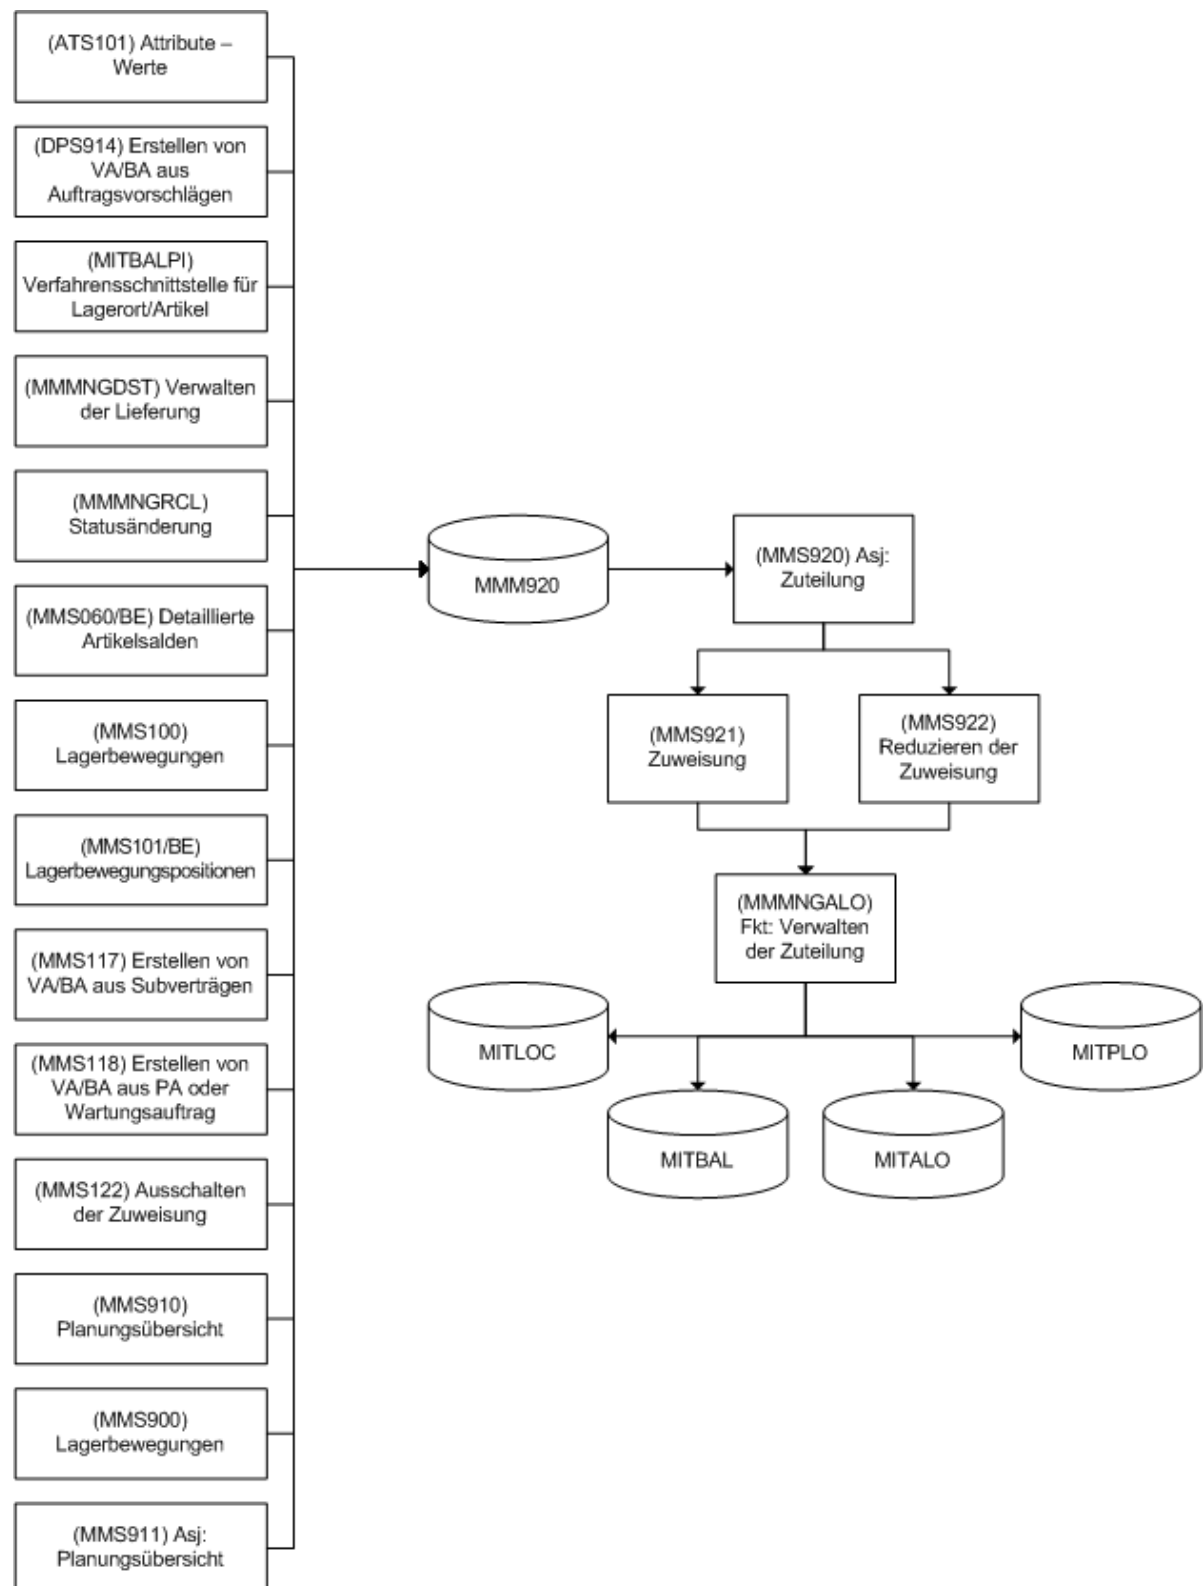 (ATS101) Attribute –
Werte
(DPS914) Erstellen von
VA/BA aus
Auftragsvorschlägen
(MITBALPI)
Verfahrensschnittstelle für
Lagerort/Artikel
(MMMNGDST) Verwalten
der Lieferung
(MMMNGRCL)
Statusänderung
(MMS060/BE) Detaillierte
Artikelsalden
(MMS100)
Lagerbewegungen
(MMS101/BE)
Lagerbewegungspositionen
(MMS117) Erstellen von
VA/BA aus Subverträgen
(MMS118) Erstellen von
VA/BA aus PA oder
Wartungsauftrag
(MMS122) Ausschalten
der Zuweisung
(MMS910)
Planungsübersicht
(MMS900)
Lagerbewegungen
(MMS911) Asj:
Planungsübersicht
MMM920
(MMS920) Asj:
Zuteilung
(MMS921)
Zuweisung
(MMS922)
Reduzieren der
Zuweisung
(MMMNGALO)
Fkt: Verwalten
der Zuteilung
MITLOC
MITPLO
MITBAL
MITALO